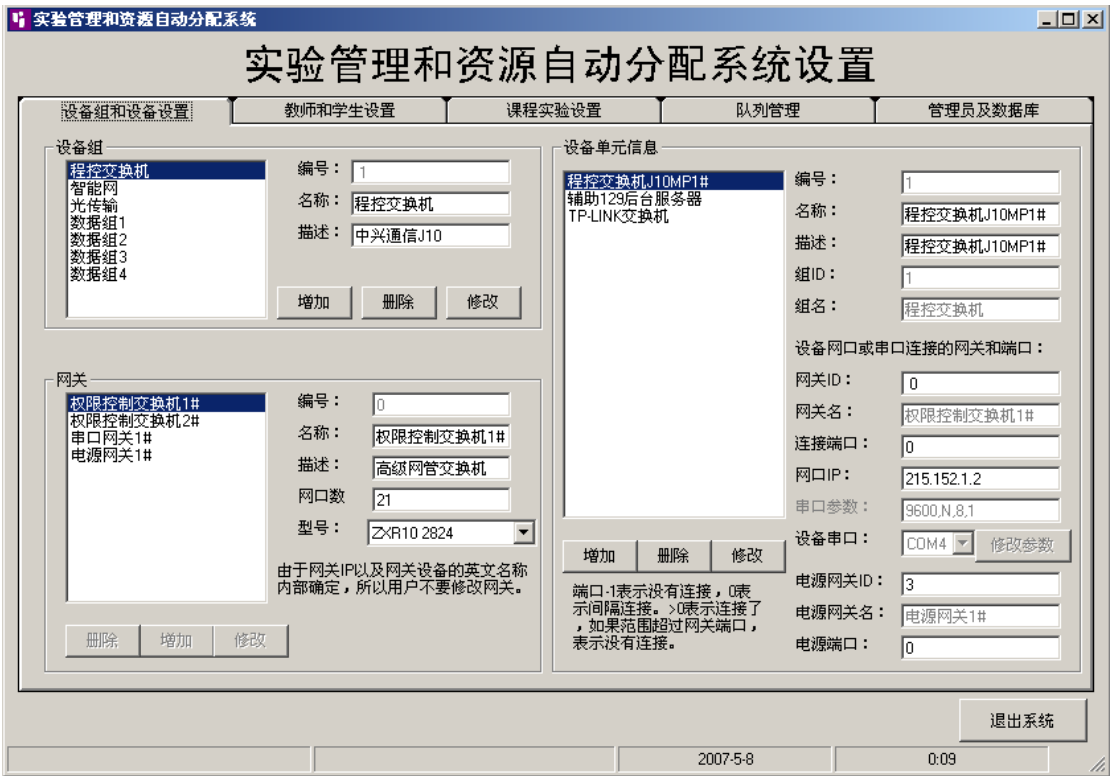 实验管理和资源自动分配系统
实验管理和资源自动分配系统设置
设备组和设备设置
教师和学生设置
课程实验设置
队列管理
管理员及数据库
设备组
程控交换机
智能网
光传输
数据组1
数据组2
数据组3
数据组4
编号：
1
名称：
程控交换机
描述：
中兴通信J10
增加
删除
修改
网关
权限控制交换机1#
权限控制交换机2#
串口网关1#
电源网关1#
编号：
0
名称：
权限控制交换机1#
描述：
高级网管交换机
网口数
21
型号：
ZXR10 2824
由于网关IP以及网关设备的英文名称
内部确定，所以用户不要修改网关。
删除
增加
修改
设备单元信息
程控交换机J10MP1#
辅助129后台服务器
TP-LINK交换机
增加
删除
修改
端口-1表示没有连接，0表
示间隔连接。>0表示连接了
，如果范围超过网关端口，
表示没有连接。
编号：
1
名称：
程控交换机J10MP1#
描述：
程控交换机J10MP1#
组ID：
1
组名：
程控交换机
设备网口或串口连接的网关和端口：
网关ID：
0
网关名：
权限控制交换机1#
连接端口：
0
网口IP：
215.152.1.2
串口参数：
9600,N,8,1
设备串口：
COM4
修改参数
电源网关ID：
3
电源网关名：
电源网关1#
电源端口：
0
退出系统
2007-5-8
0:09